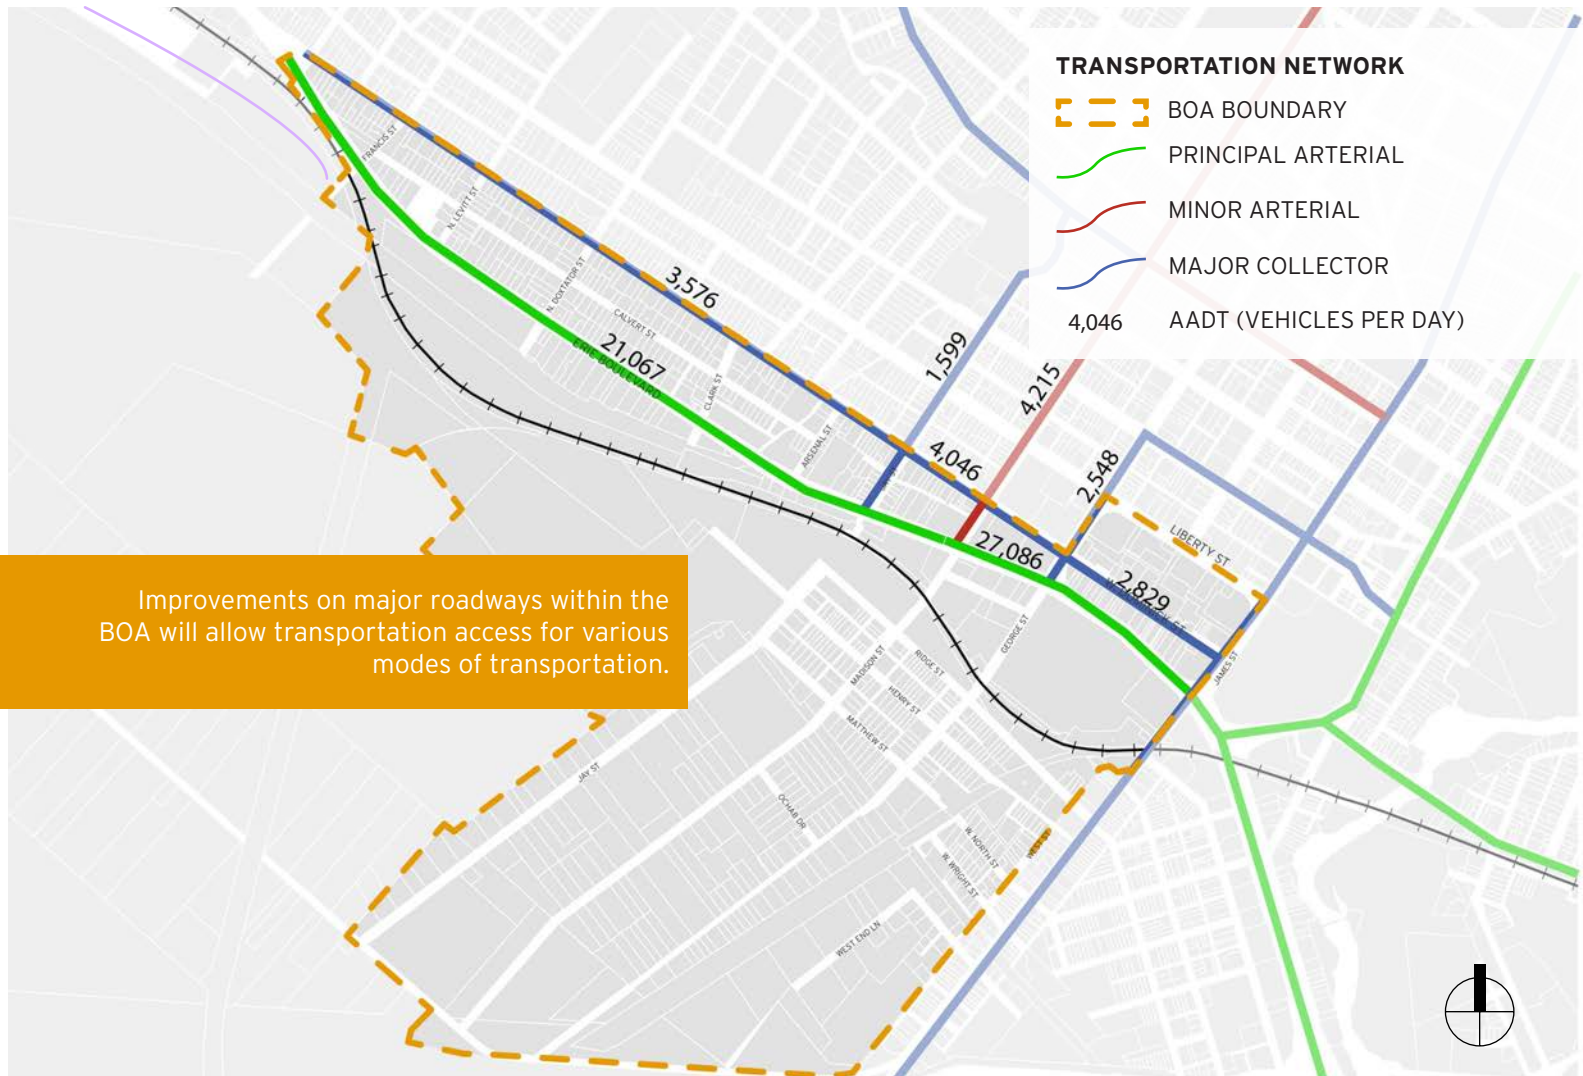 TRANSPORTATION NETWORK
BOA BOUNDARY
PRINCIPAL ARTERIAL
MINOR ARTERIAL
MAJOR COLLECTOR
4,046 AADT (VEHICLES PER DAY)
FRANCIS ST
N. LEVITT ST
N. DOXTATOR ST
3,576
CALVERT ST
21,067
ERIE BOULEVARD
CLARK ST
ARSENAL ST
1,599
4,215
4,046
2,548
LIBERTY ST
27,086
2,829
GEORGE ST
JAMES ST
MADISON ST
RIDGE ST
HENRY ST
MATTHEW ST
JAY ST
OCHAB DR
WEST ST
W. NORTH ST
W. WRIGHT ST
WEST END LN
Improvements on major roadways within the
BOA will allow transportation access for various
modes of transportation.